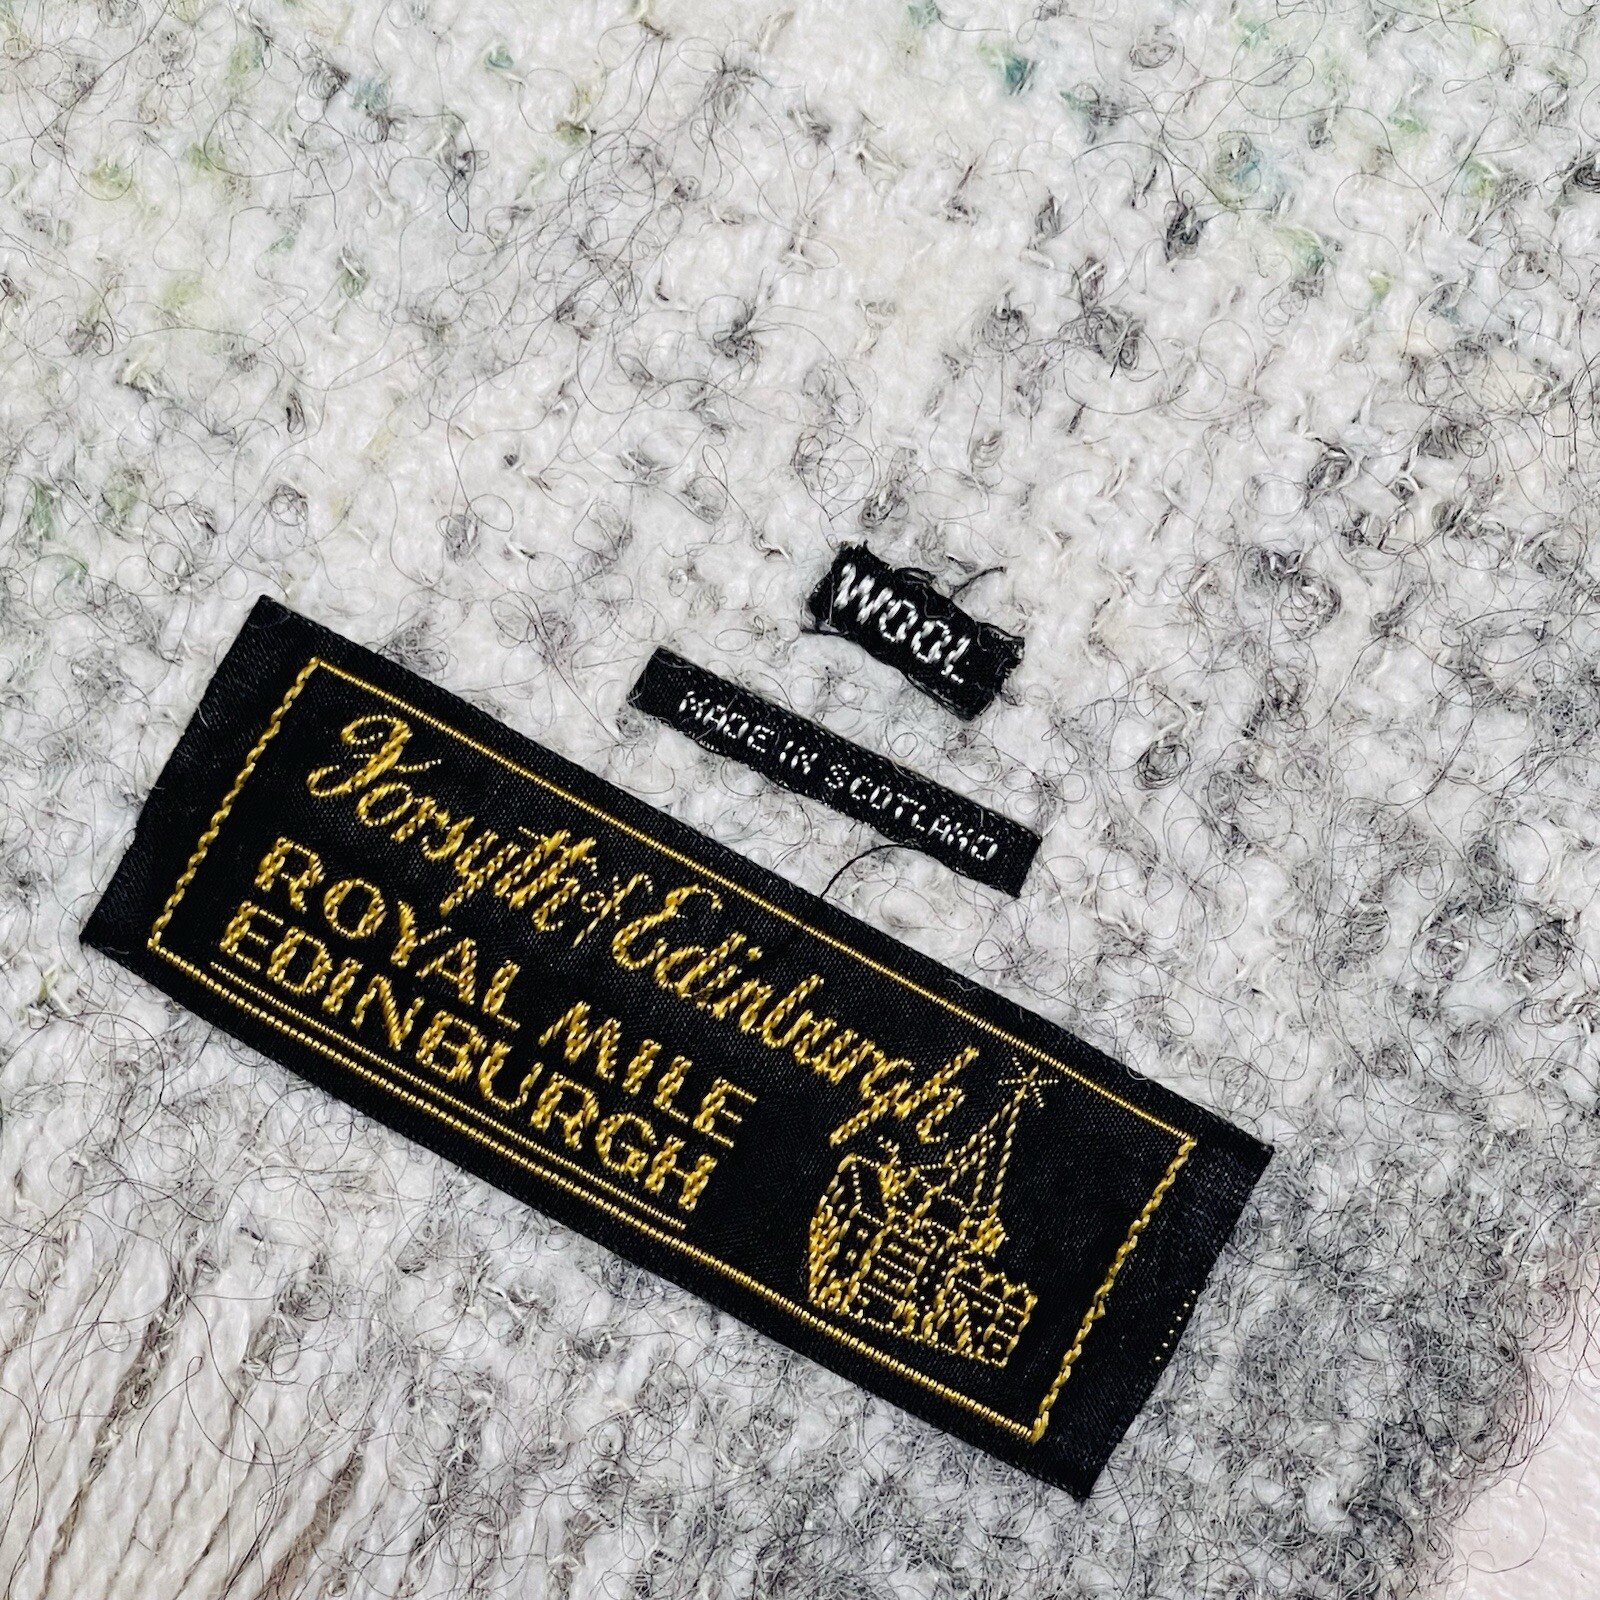 WOOL
MADE IN SCOTLAND
Forsyth of Edinburgh
ROYAL MILE
EDINBURGH